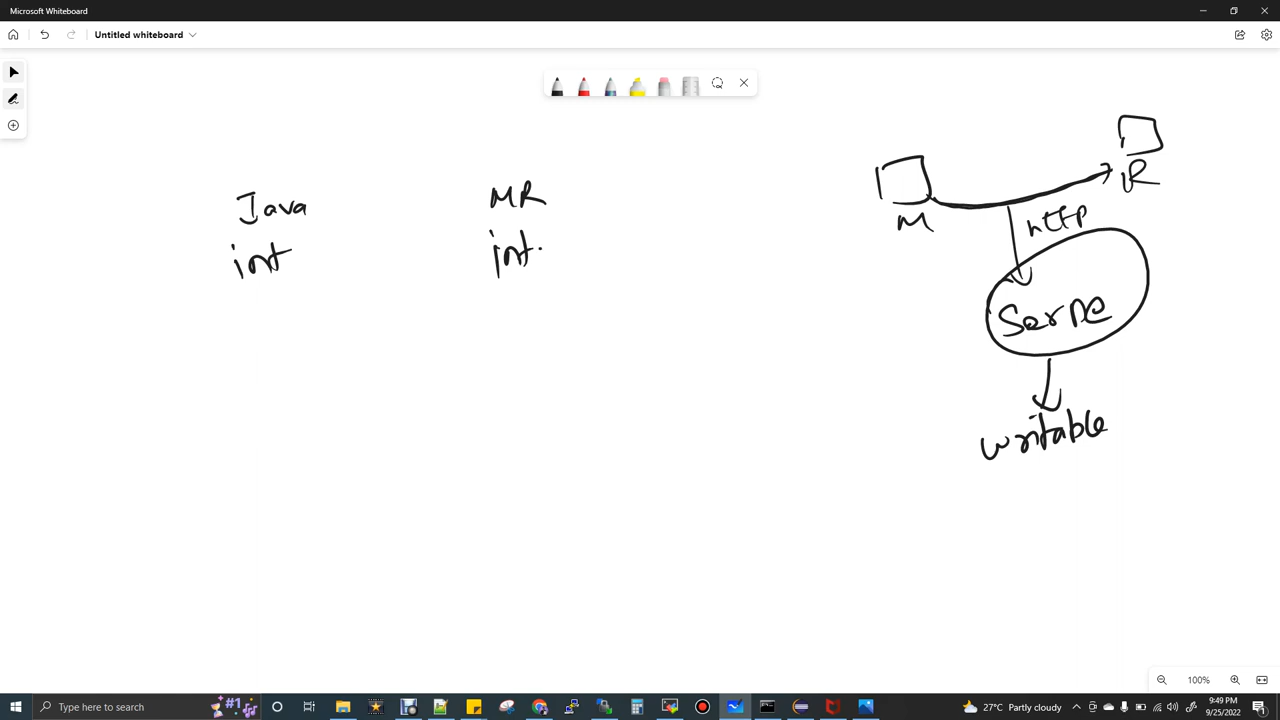 Microsoft Whiteboard
Untitled whiteboard
Java
int
MR
int.
M
R
http
SerDe
writable
100%
Type here to search
#1
27°C Partly cloudy
9:49 PM
9/25/2022